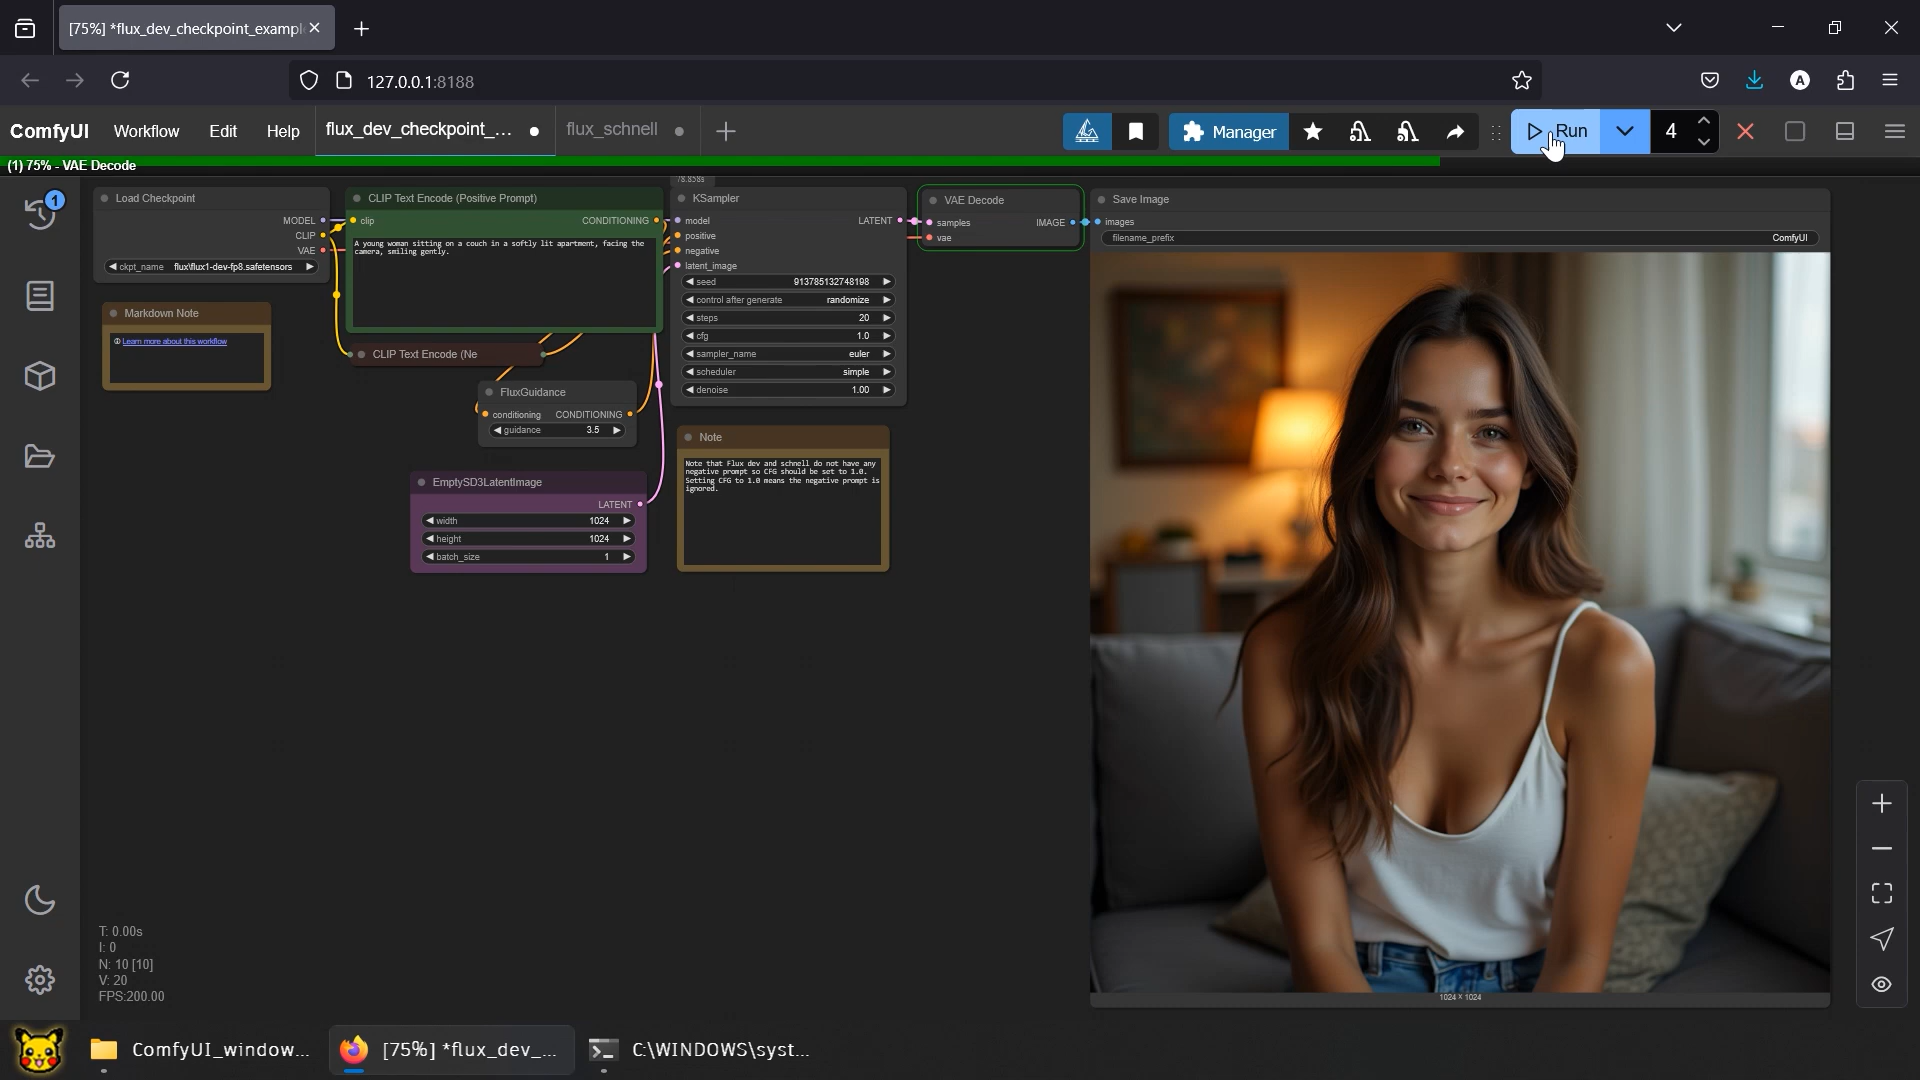 [75%] *flux_dev_checkpoint_exampl
127.0.0.1:8188
ComfyUI Workflow Edit Help flux_dev_checkpoint_... flux_schnell Manager Run 4
(1) 75% - VAE Decode
1
Load Checkpoint
MODEL
CLIP
VAE
ckpt_name flux\flux1-dev-fp8.safetensors
Markdown Note
Learn more about this workflow
CLIP Text Encode (Positive Prompt)
clip CONDITIONING
A young woman sitting on a couch in a softly lit apartment, facing the
camera, smiling gently.
CLIP Text Encode (Ne
FluxGuidance
conditioning CONDITIONING
guidance 3.5
EmptySD3LatentImage
LATENT
width 1024
height 1024
batch_size 1
78.858s
KSampler
model LATENT
positive
negative
latent_image
seed 913785132748198
control after generate randomize
steps 20
cfg 1.0
sampler_name euler
scheduler simple
denoise 1.00
Note
Note that Flux dev and schnell do not have any
negative prompt so CFG should be set to 1.0.
Setting CFG to 1.0 means the negative prompt is
ignored.
VAE Decode
samples IMAGE
vae
Save Image
images
filename_prefix ComfyUI
1024 × 1024
T: 0.00s
I: 0
N: 10 [10]
V: 20
FPS:200.00
ComfyUI_window... [75%] *flux_dev_... C:\WINDOWS\syst...